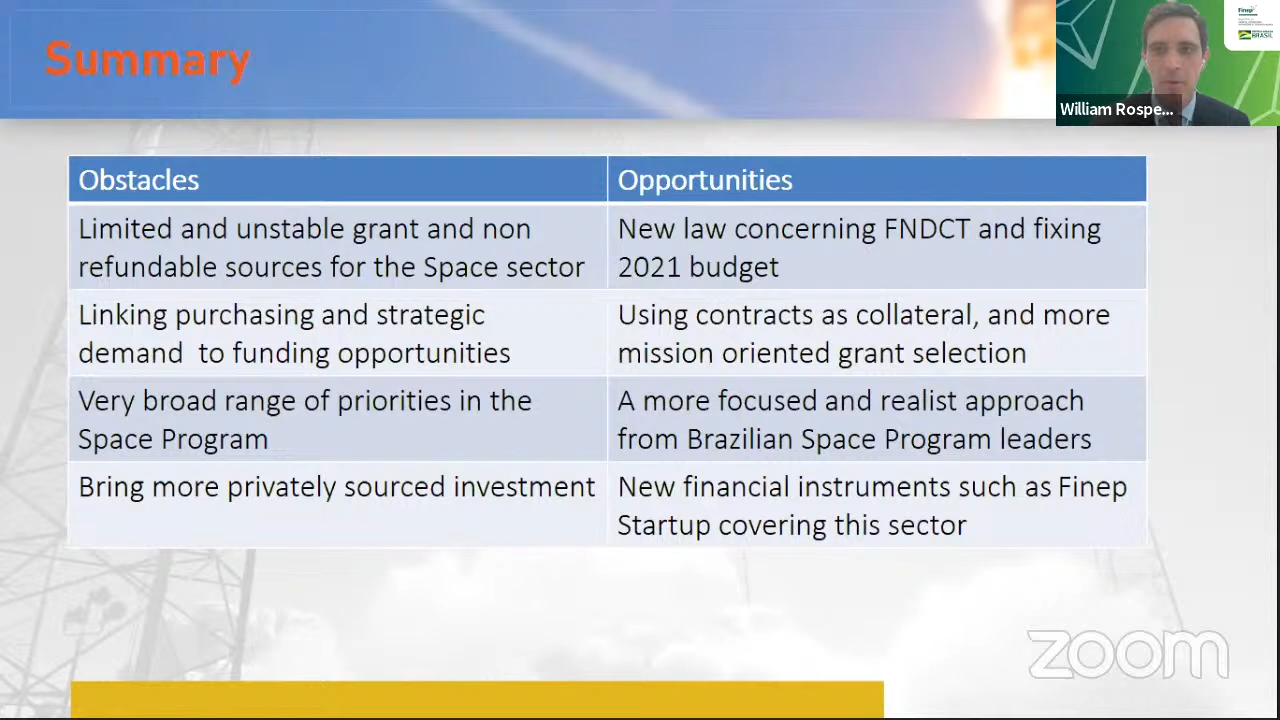 Summary
Finep
BRASIL
William Rospe...
Obstacles
Opportunities
Limited and unstable grant and non
refundable sources for the Space sector
New law concerning FNDCT and fixing
2021 budget
Linking purchasing and strategic
demand to funding opportunities
Using contracts as collateral, and more
mission oriented grant selection
Very broad range of priorities in the
Space Program
A more focused and realist approach
from Brazilian Space Program leaders
Bring more privately sourced investment
New financial instruments such as Finep
Startup covering this sector
zoom